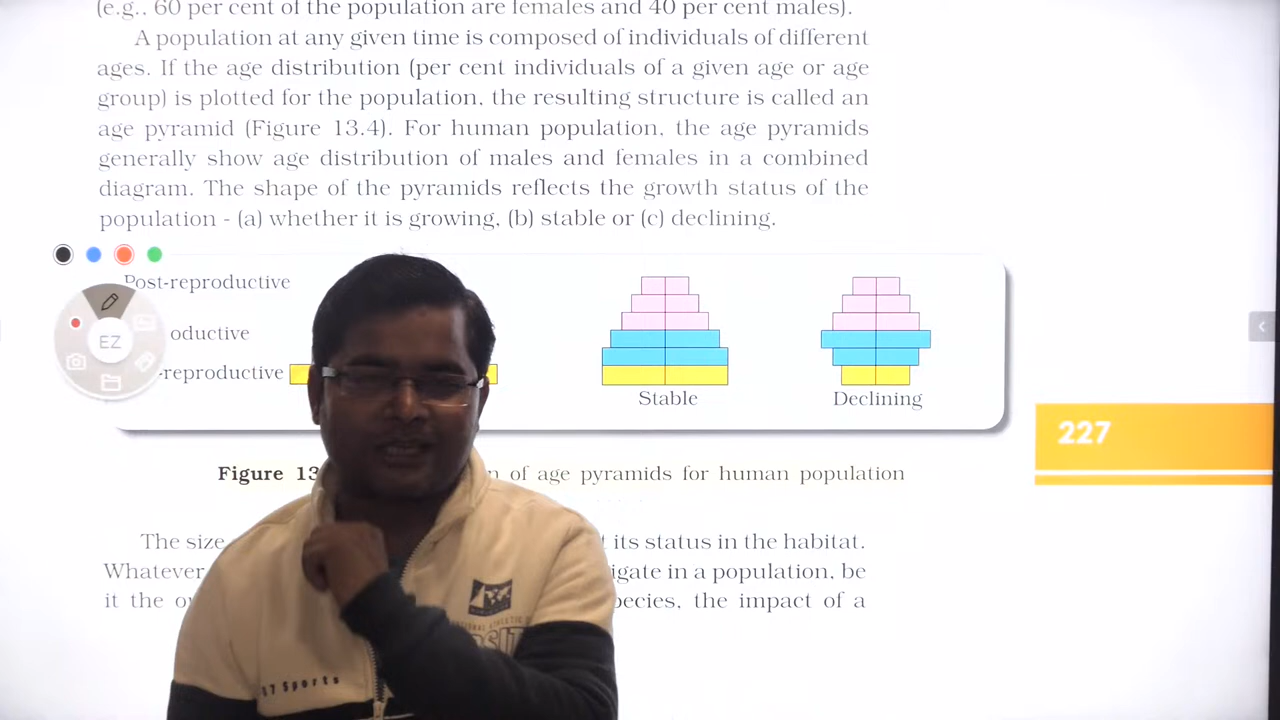 (e.g., 60 per cent of the population are females and 40 per cent males).
A population at any given time is composed of individuals of different
ages. If the age distribution (per cent individuals of a given age or age
group) is plotted for the population, the resulting structure is called an
age pyramid (Figure 13.4). For human population, the age pyramids
generally show age distribution of males and females in a combined
diagram. The shape of the pyramids reflects the growth status of the
population - (a) whether it is growing, (b) stable or (c) declining.
Post-reproductive
oductive
EZ
-reproductive
Stable
Declining
227
Figure 13 n of age pyramids for human population
The size t its status in the habitat.
Whatever igate in a population, be
it the o pecies, the impact of a
57 Sports